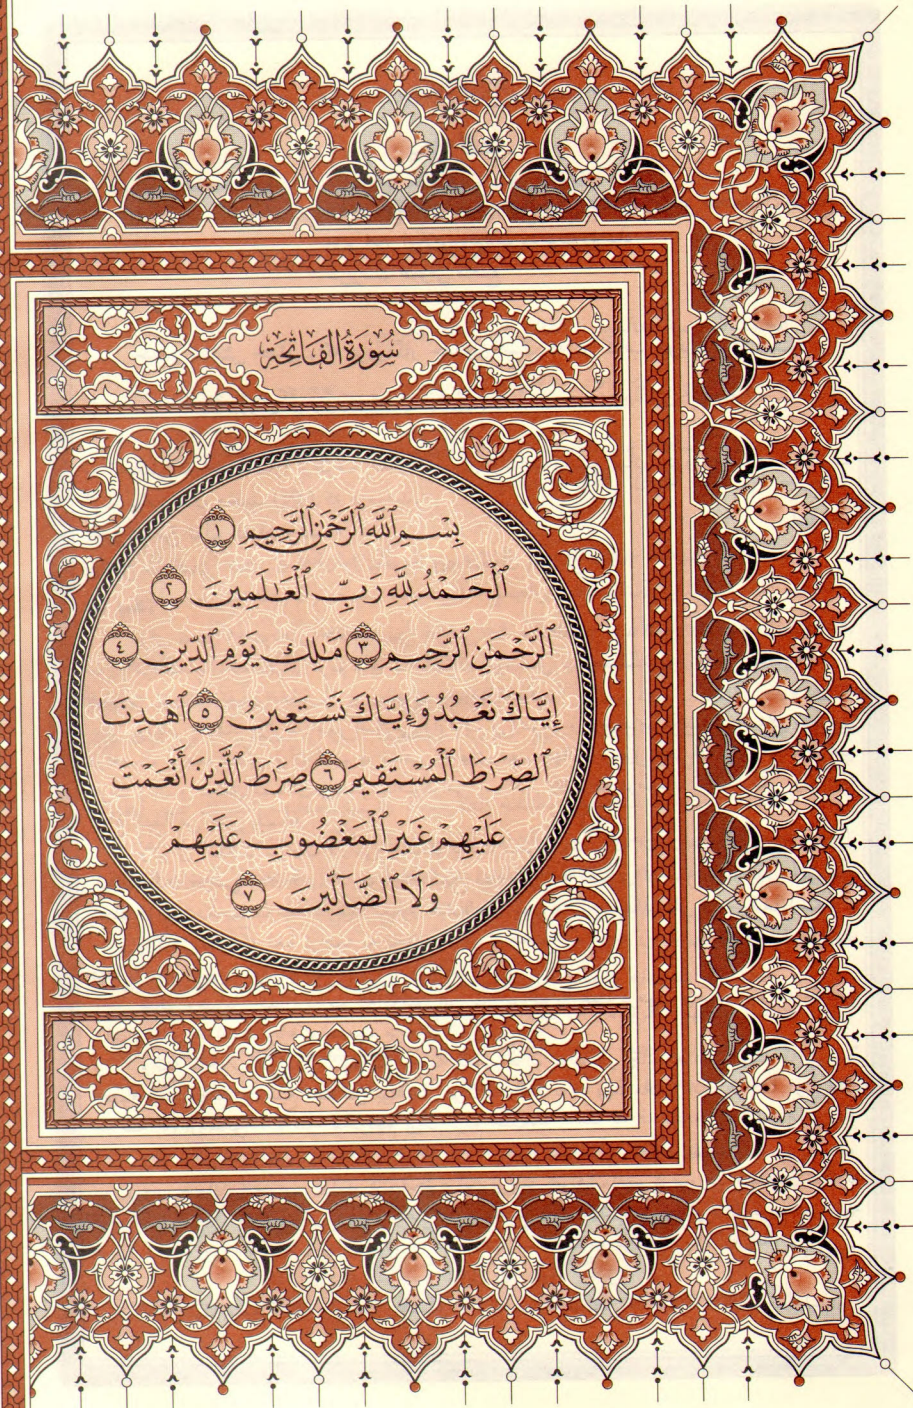 سُورَةُ الفَاتِحَةِ
بِسْمِ ٱللَّهِ ٱلرَّحْمَٰنِ ٱلرَّحِيمِ ١
ٱلْحَمْدُ لِلَّهِ رَبِّ ٱلْعَٰلَمِينَ ٢
ٱلرَّحْمَٰنِ ٱلرَّحِيمِ ٣ مَٰلِكِ يَوْمِ ٱلدِّينِ ٤
إِيَّاكَ نَعْبُدُ وَإِيَّاكَ نَسْتَعِينُ ٥ ٱهْدِنَا
ٱلصِّرَٰطَ ٱلْمُسْتَقِيمَ ٦ صِرَٰطَ ٱلَّذِينَ أَنْعَمْتَ
عَلَيْهِمْ غَيْرِ ٱلْمَغْضُوبِ عَلَيْهِمْ
وَلَا ٱلضَّآلِّينَ ٧